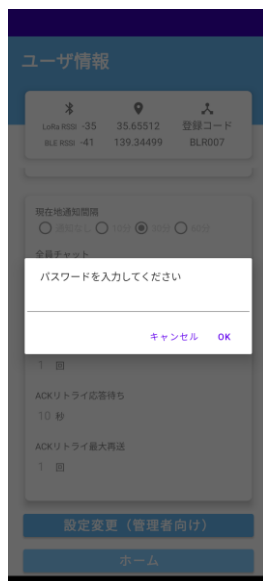 ユーザ情報
LoRa RSSI -35 35.65512 登録コード
BLE RSSI -41 139.34499 BLR007
現在地通知間隔
通知なし 10分 30分 60分
全員チャット
パスワードを入力してください
キャンセル OK
1 回
ACKリトライ応答待ち
10 秒
ACKリトライ最大再送
1 回
設定変更（管理者向け）
ホーム